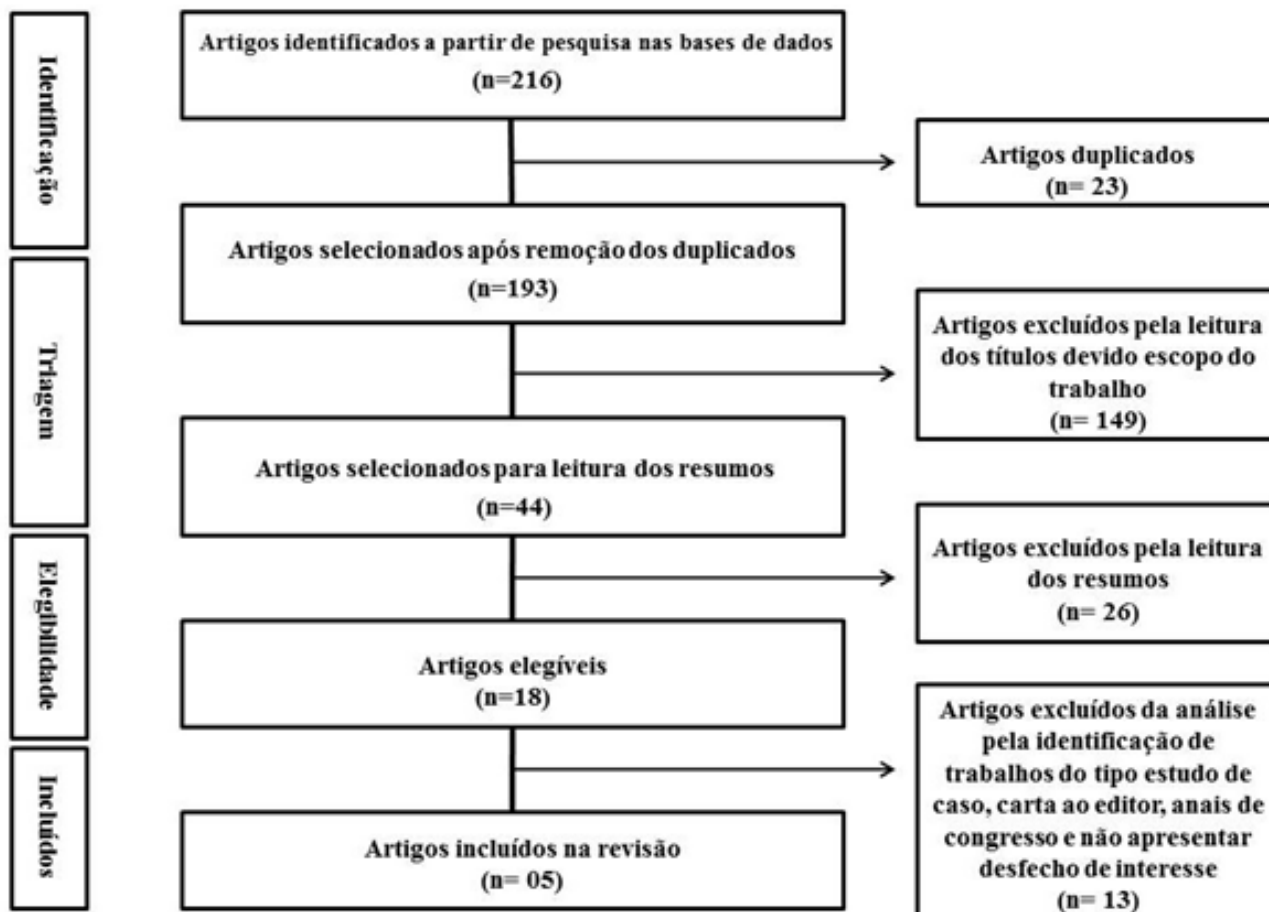 Identificação
Artigos identificados a partir de pesquisa nas bases de dados
(n=216)
Artigos duplicados
(n= 23)
Artigos selecionados após remoção dos duplicados
(n=193)
Triagem
Artigos excluídos pela leitura
dos títulos devido escopo do
trabalho
(n= 149)
Artigos selecionados para leitura dos resumos
(n=44)
Elegibilidade
Artigos excluídos pela leitura
dos resumos
(n= 26)
Artigos elegíveis
(n=18)
Incluídos
Artigos excluídos da análise
pela identificação de
trabalhos do tipo estudo de
caso, carta ao editor, anais de
congresso e não apresentar
desfecho de interesse
(n= 13)
Artigos incluídos na revisão
(n= 05)